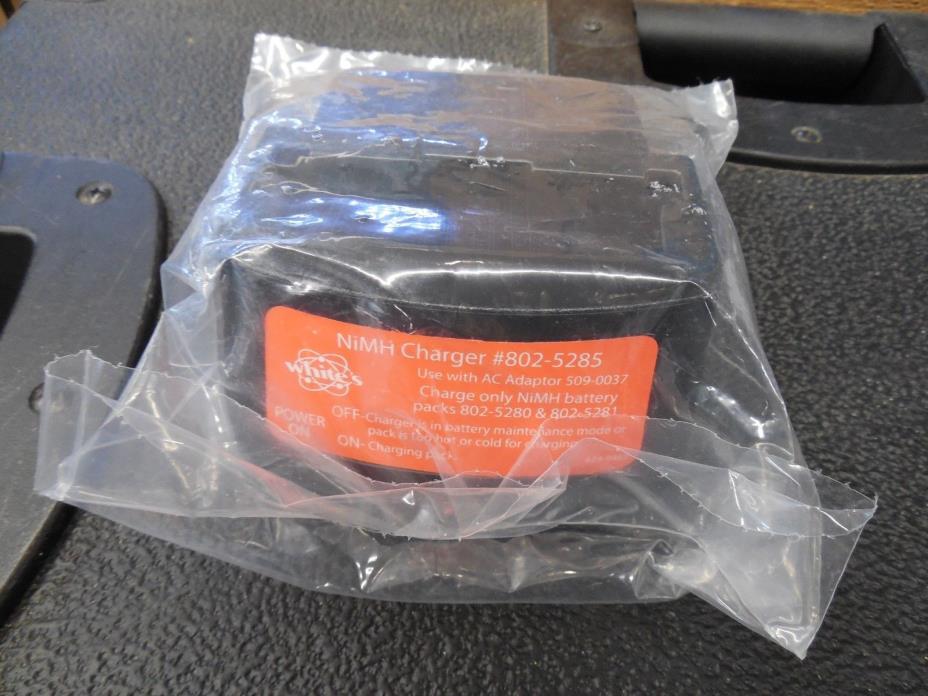 NiMH Charger #802-5285
white's
Use with AC Adaptor 509-0037
Charge only NiMH battery
packs 802-5280 & 802-5281
POWER
ON
OFF-Charger is in battery maintenance mode or
pack is too hot or cold for charging
ON- Charging pack.